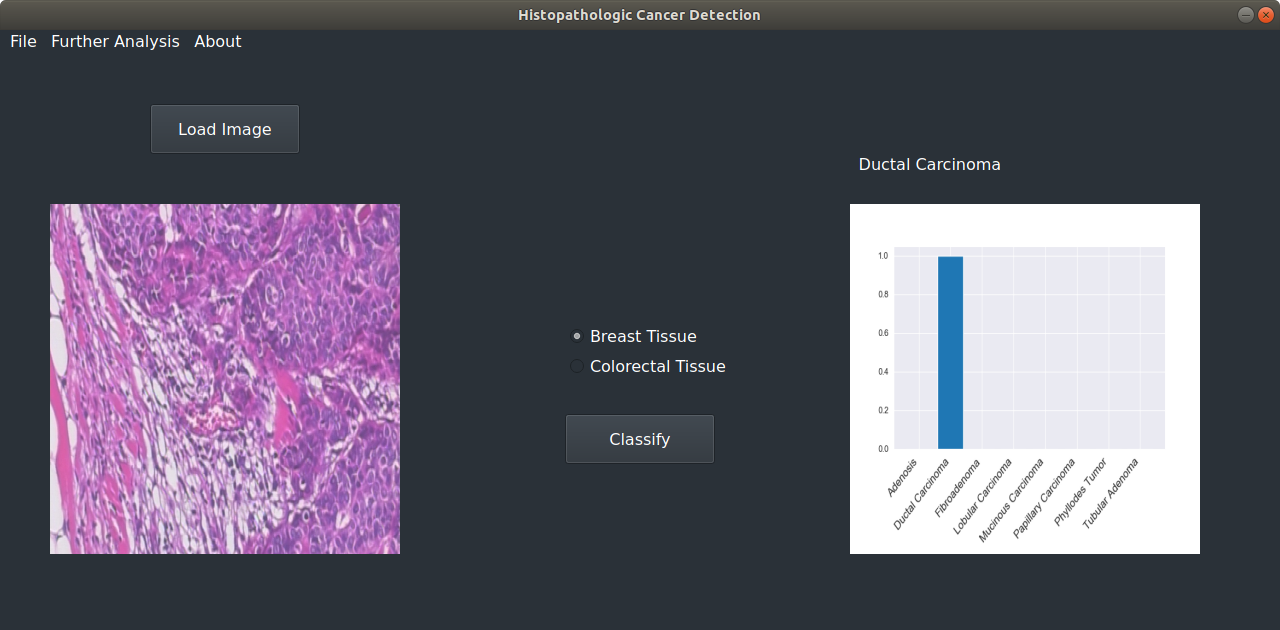 Histopathologic Cancer Detection
File Further Analysis About
Load Image
Ductal Carcinoma
Breast Tissue
Colorectal Tissue
Classify
1.0
0.8
0.6
0.4
0.2
0.0
Adenosis
Ductal Carcinoma
Fibroadenoma
Lobular Carcinoma
Mucinous Carcinoma
Papillary Carcinoma
Phyllodes Tumor
Tubular Adenoma